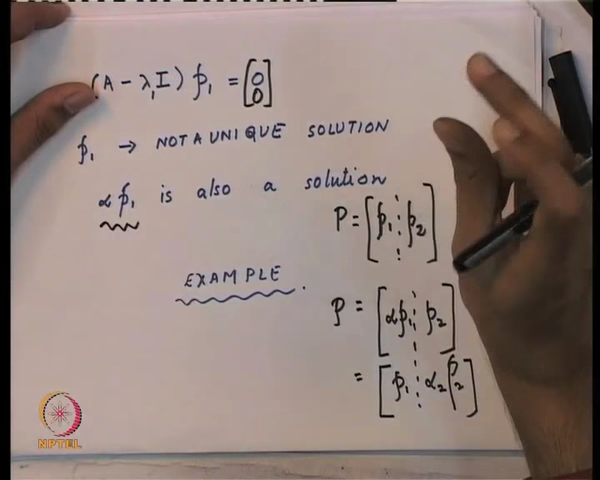 (A - λ₁I) p₁ = [0 0]
p₁ → NOT A UNIQUE SOLUTION
αp₁ is also a solution
P = [p₁ ⋮ p₂]
EXAMPLE.
P = [αp₁ ⋮ p₂]
= [p₁ ⋮ α₂p₂]
NPTEL